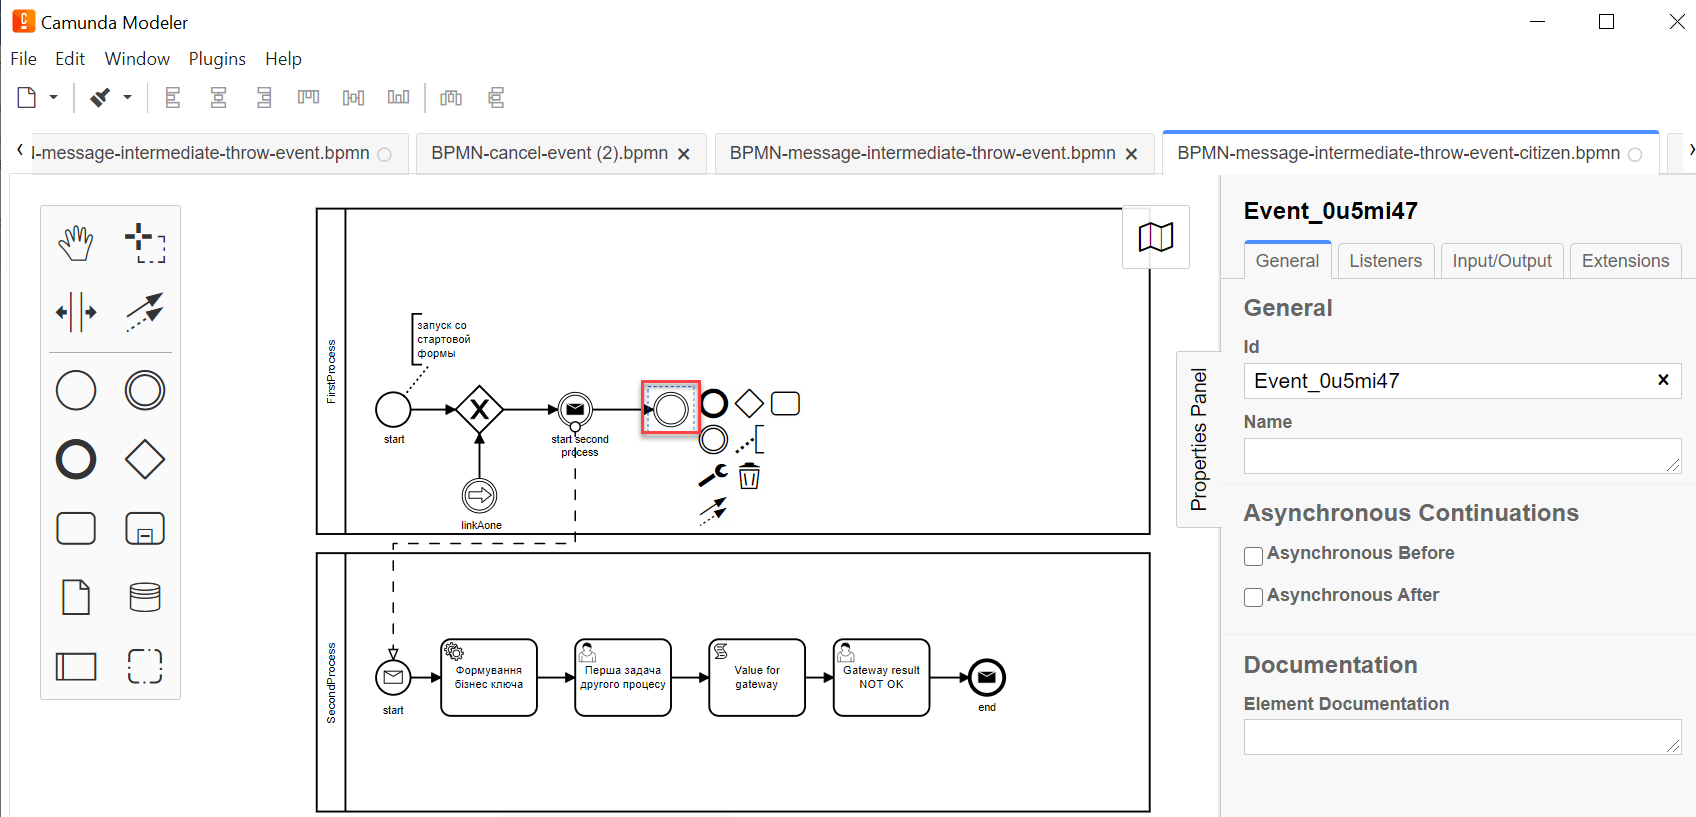 Camunda Modeler
File Edit Window Plugins Help
-message-intermediate-throw-event.bpmn
BPMN-cancel-event (2).bpmn
BPMN-message-intermediate-throw-event.bpmn
BPMN-message-intermediate-throw-event-citizen.bpmn
FirstProcess
запуск со
стартовой
формы
start
start second
process
linkAone
SecondProcess
start
Формування
бізнес ключа
Перша задача
другого процесу
Value for
gateway
Gateway result
NOT OK
end
Properties Panel
Event_0u5mi47
General Listeners Input/Output Extensions
General
Id
Event_0u5mi47
Name
Asynchronous Continuations
Asynchronous Before
Asynchronous After
Documentation
Element Documentation